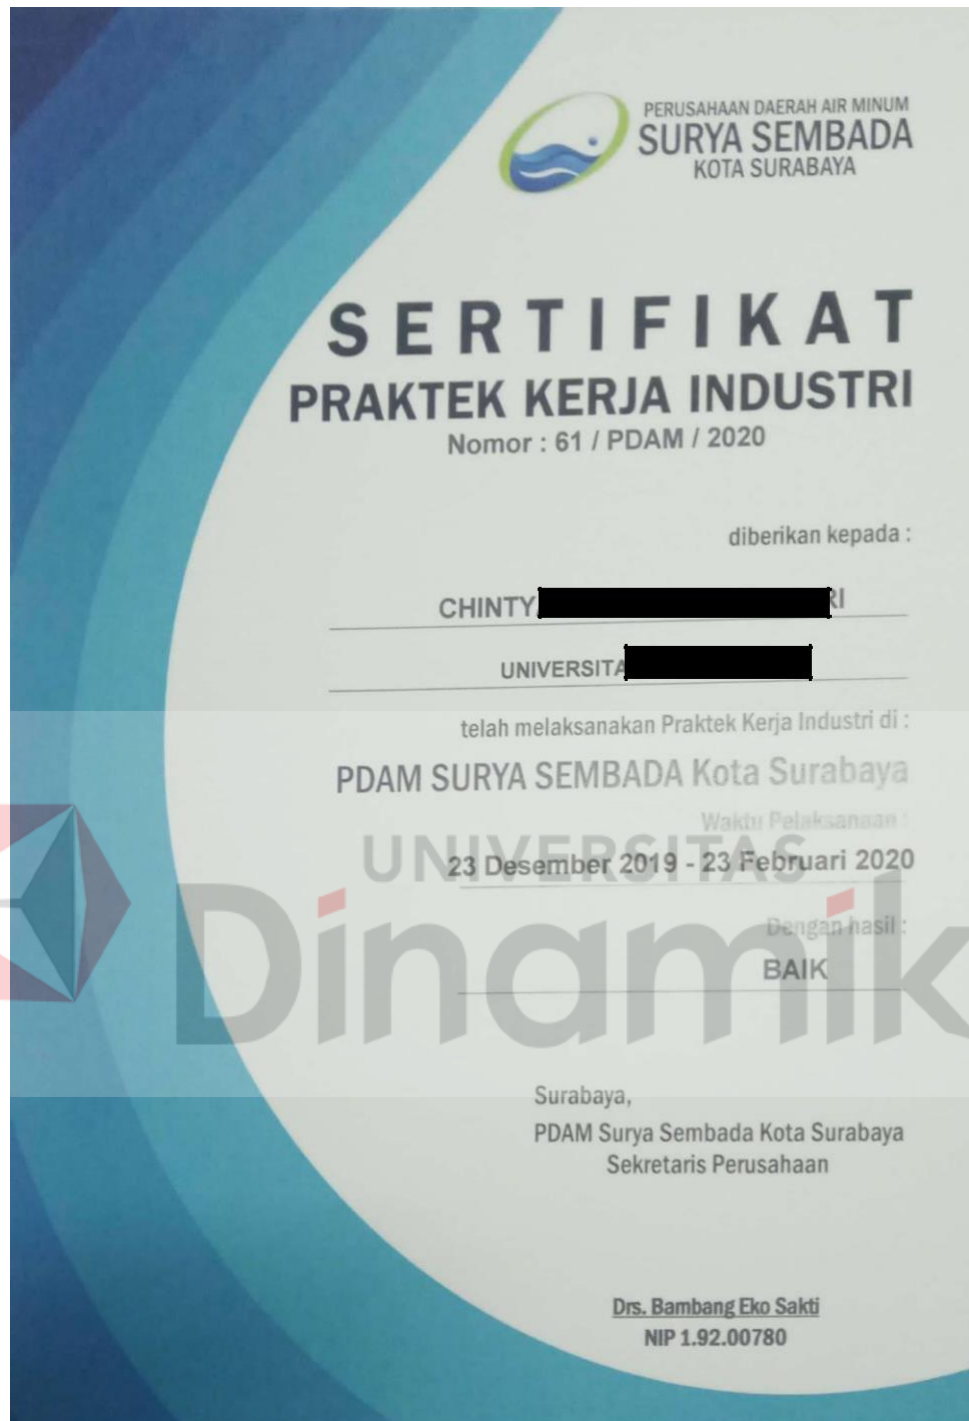 PERUSAHAAN DAERAH AIR MINUM
SURYA SEMBADA
KOTA SURABAYA
SERTIFIKAT
PRAKTEK KERJA INDUSTRI
Nomor : 61 / PDAM / 2020
diberikan kepada :
CHINTY RI
UNIVERSITA
telah melaksanakan Praktek Kerja Industri di :
PDAM SURYA SEMBADA Kota Surabaya
Waktu Pelaksanaan :
UNIVERSITAS
23 Desember 2019 - 23 Februari 2020
Dinamik
Dengan hasil :
BAIK
Surabaya,
PDAM Surya Sembada Kota Surabaya
Sekretaris Perusahaan
Drs. Bambang Eko Sakti
NIP 1.92.00780